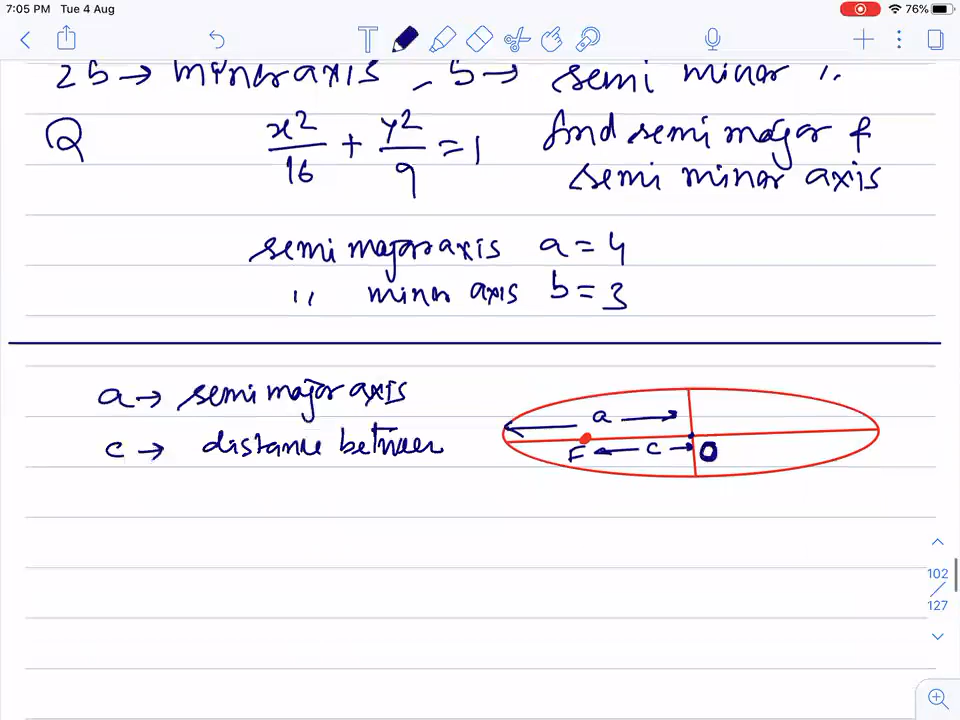 7:05 PM Tue 4 Aug
76%
T
2b → minor axis, b → semi minor ",
Q x²/16 + y²/9 = 1 find semi major &
semi minor axis
semi major axis a = 4
" minor axis b = 3
a → semi major axis
c → distance between
a
F c O
102
127